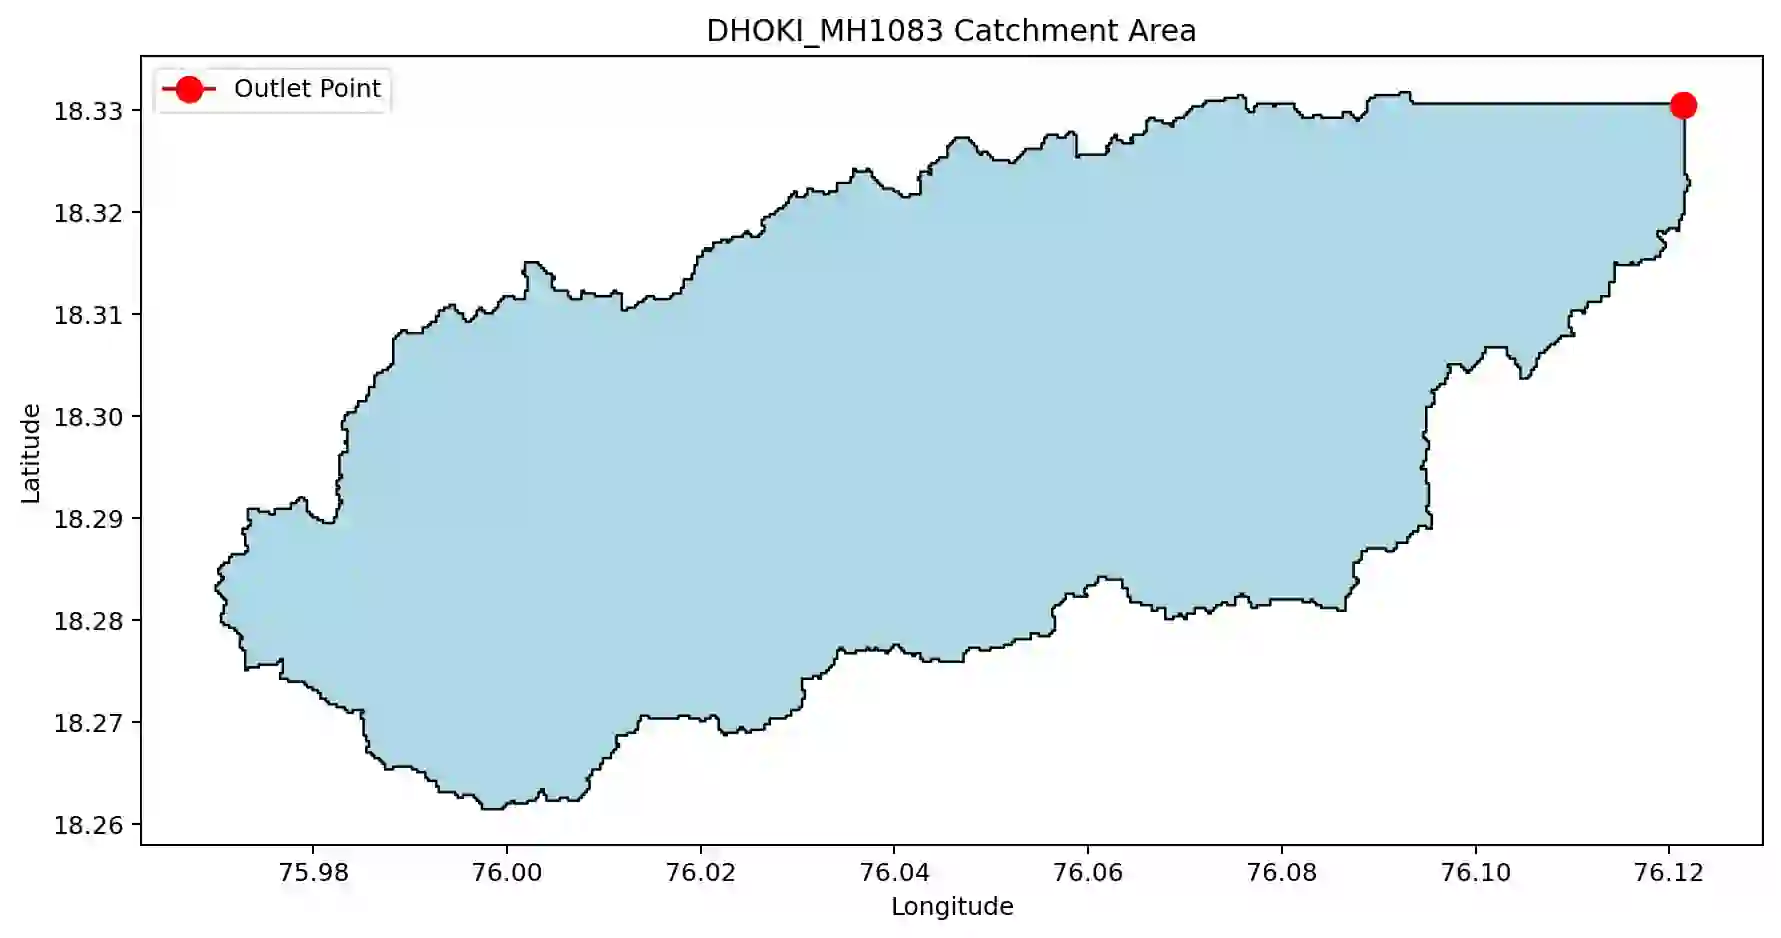 DHOKI_MH1083 Catchment Area
Outlet Point
18.33
18.32
18.31
18.30
18.29
18.28
18.27
18.26
Latitude
75.98 76.00 76.02 76.04 76.06 76.08 76.10 76.12
Longitude